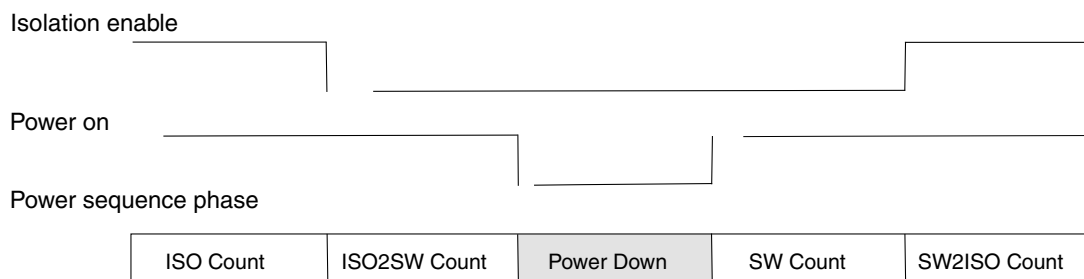 Isolation enable
Power on
Power sequence phase
ISO Count ISO2SW Count Power Down SW Count SW2ISO Count